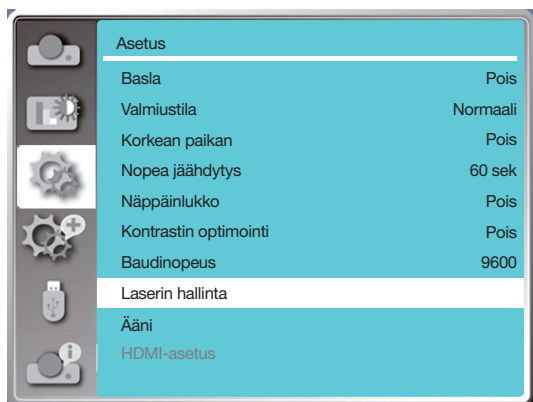 Asetus
Basla Pois
Valmiustila Normaali
Korkean paikan Pois
Nopea jäähdytys 60 sek
Näppäinlukko Pois
Kontrastin optimointi Pois
Baudinopeus 9600
Laserin hallinta
Ääni
HDMI-asetus